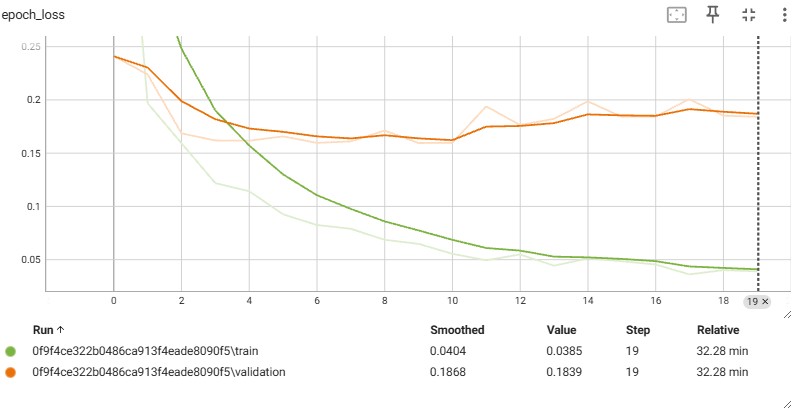 epoch_loss
0.25
0.2
0.15
0.1
0.05
0 2 4 6 8 10 12 14 16 18 19 ×
Run ↑ Smoothed Value Step Relative
0f9f4ce322b0486ca913f4eade8090f5\train 0.0404 0.0385 19 32.28 min
0f9f4ce322b0486ca913f4eade8090f5\validation 0.1868 0.1839 19 32.28 min